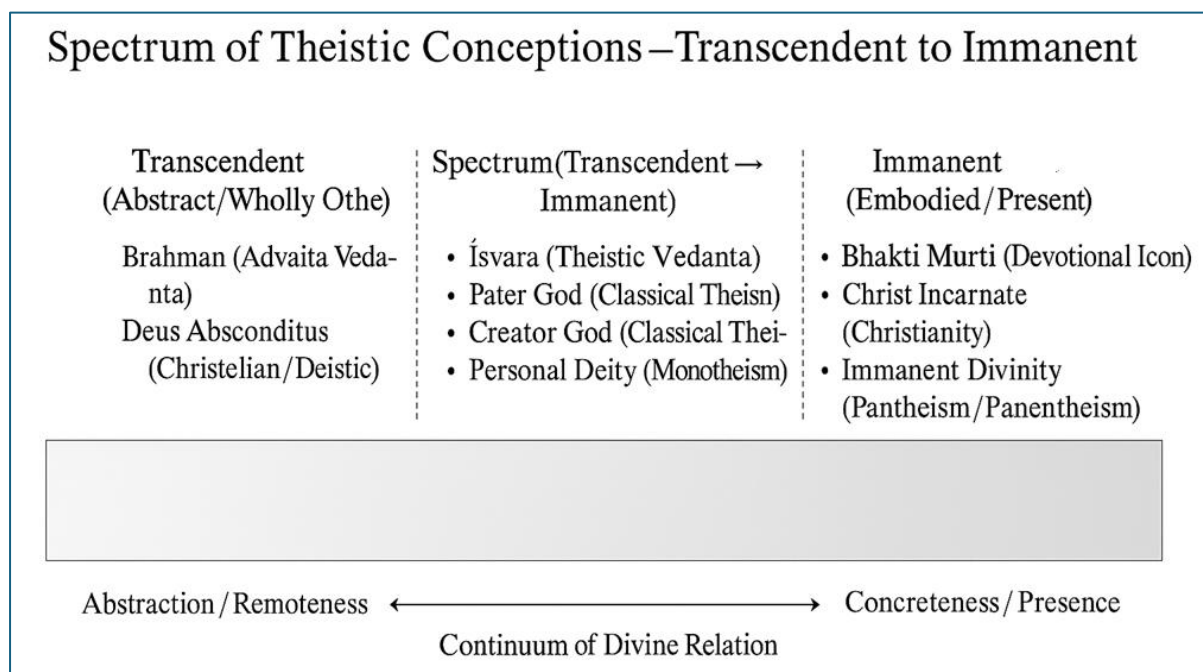 Spectrum of Theistic Conceptions – Transcendent to Immanent
Transcendent
(Abstract/Wholly Othe)
Brahman (Advaita Veda-
nta)
Deus Absconditus
(Christelian/Deistic)
Spectrum(Transcendent →
Immanent)
• Ísvara (Theistic Vedanta)
• Pater God (Classical Theisn)
• Creator God (Classical Thei-
• Personal Deity (Monotheism)
Immanent
(Embodied/Present)
• Bhakti Murti (Devotional Icon)
• Christ Incarnate
(Christianity)
• Immanent Divinity
(Pantheism/Panentheism)
Abstraction/Remoteness
Concreteness/Presence
Continuum of Divine Relation